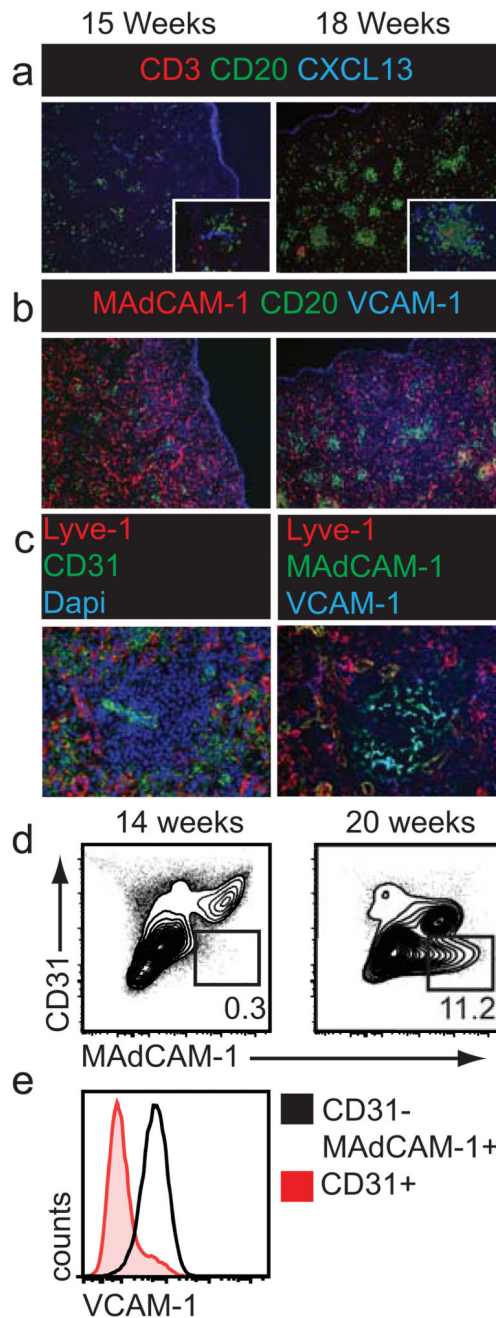 15 Weeks 18 Weeks
a
CD3 CD20 CXCL13
b
MAdCAM-1 CD20 VCAM-1
c
Lyve-1
CD31
Dapi
Lyve-1
MAdCAM-1
VCAM-1
14 weeks 20 weeks
d
CD31
0.3
11.2
MAdCAM-1
e
CD31-
MAdCAM-1+
CD31+
counts
VCAM-1